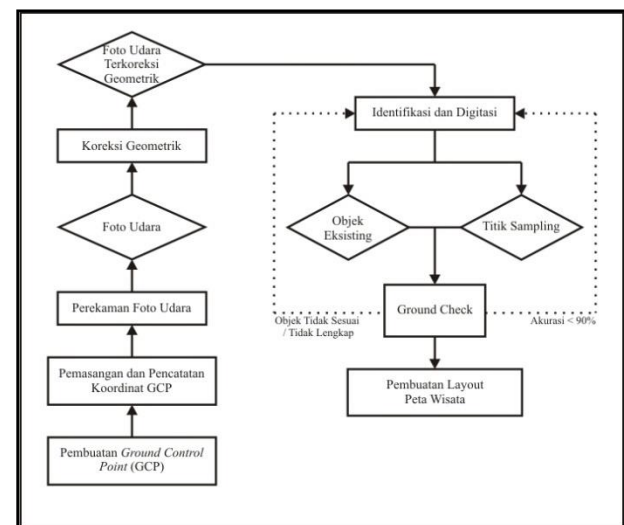 Foto Udara
Terkoreksi
Geometrik
Identifikasi dan Digitasi
Koreksi Geometrik
Foto Udara
Objek
Eksisting
Titik Sampling
Perekaman Foto Udara
Ground Check
Objek Tidak Sesuai
/ Tidak Lengkap
Akurasi < 90%
Pemasangan dan Pencatatan
Koordinat GCP
Pembuatan Layout
Peta Wisata
Pembuatan Ground Control
Point (GCP)